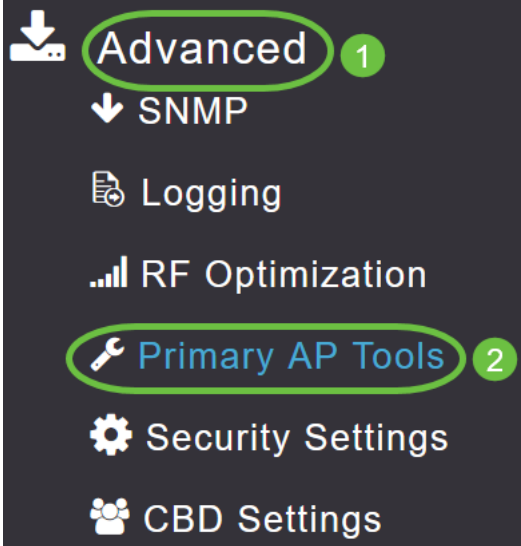 Advanced 1
SNMP
Logging
RF Optimization
Primary AP Tools 2
Security Settings
CBD Settings